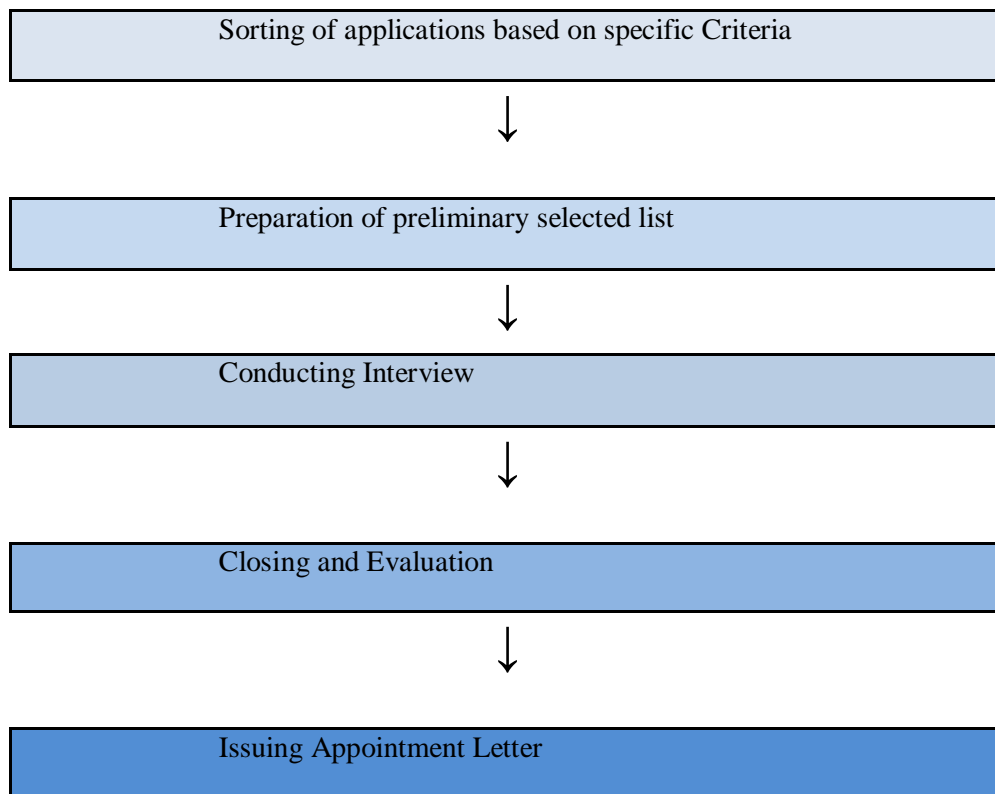 Sorting of applications based on specific Criteria
Preparation of preliminary selected list
Conducting Interview
Closing and Evaluation
Issuing Appointment Letter